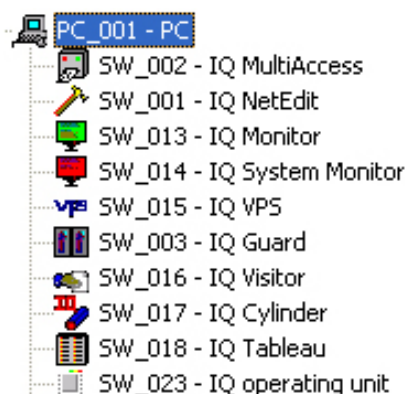 PC_001 - PC
SW_002 - IQ MultiAccess
SW_001 - IQ NetEdit
SW_013 - IQ Monitor
SW_014 - IQ System Monitor
VPS SW_015 - IQ VPS
SW_003 - IQ Guard
SW_016 - IQ Visitor
SW_017 - IQ Cylinder
SW_018 - IQ Tableau
SW_023 - IQ operating unit